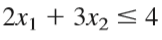 2x₁ + 3x₂ ≤ 4